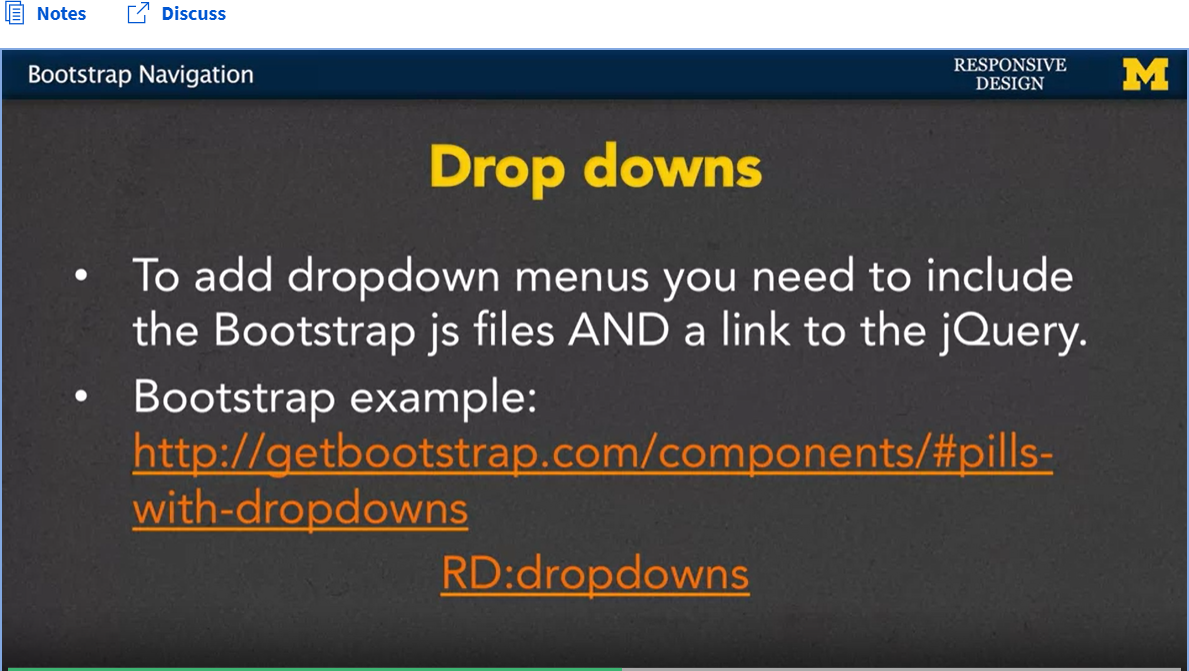 Notes Discuss
Bootstrap Navigation
RESPONSIVE
DESIGN
M
Drop downs
• To add dropdown menus you need to include
the Bootstrap js files AND a link to the jQuery.
• Bootstrap example:
http://getbootstrap.com/components/#pills-
with-dropdowns
RD:dropdowns